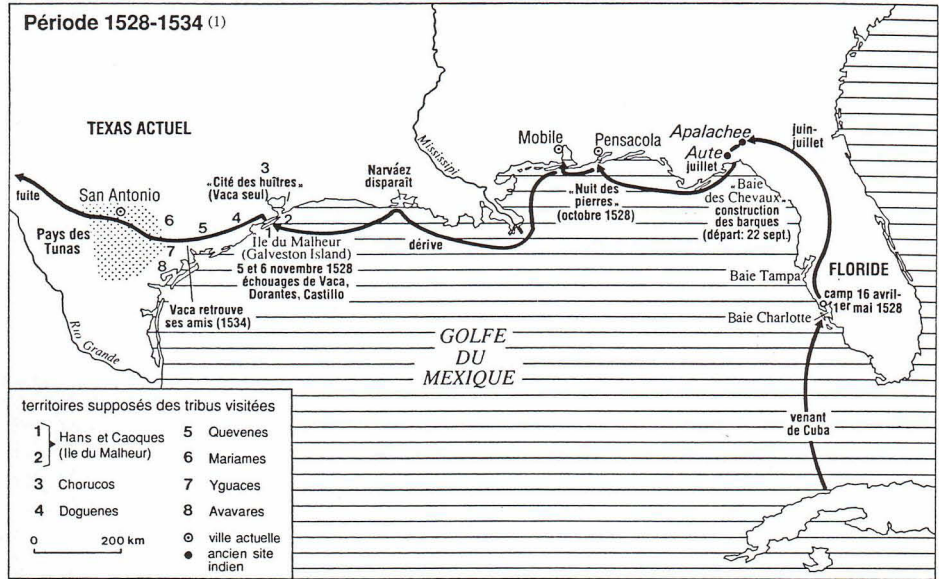 Période 1528-1534 (1)
TEXAS ACTUEL
Mississipi
Mobile
Pensacola
Apalachee
Aute
juillet
juin-
juillet
3
„Cité des huîtres”
(Vaca seul)
Narváez
disparaît
„Nuit des
pierres”
(octobre 1528)
„Baie
des Chevaux„
construction
des barques
(départ: 22 sept.)
fuite
San Antonio
Pays des
Tunas
6
5
4
2
1
7
8
Ile du Malheur
(Galveston Island)
5 et 6 novembre 1528
échouages de Vaca,
Dorantes, Castillo
dérive
Vaca retrouve
ses amis (1534)
Rio Grande
Baie Tampa
FLORIDE
camp 16 avril-
1er mai 1528
Baie Charlotte
GOLFE
DU
MEXIQUE
venant
de Cuba
territoires supposés des tribus visitées
1
2
Hans et Caoques
(Ile du Malheur)
3 Chorucos
4 Doguenes
5 Quevenes
6 Mariames
7 Yguaces
8 Avavares
ville actuelle
ancien site
indien
0 200 km